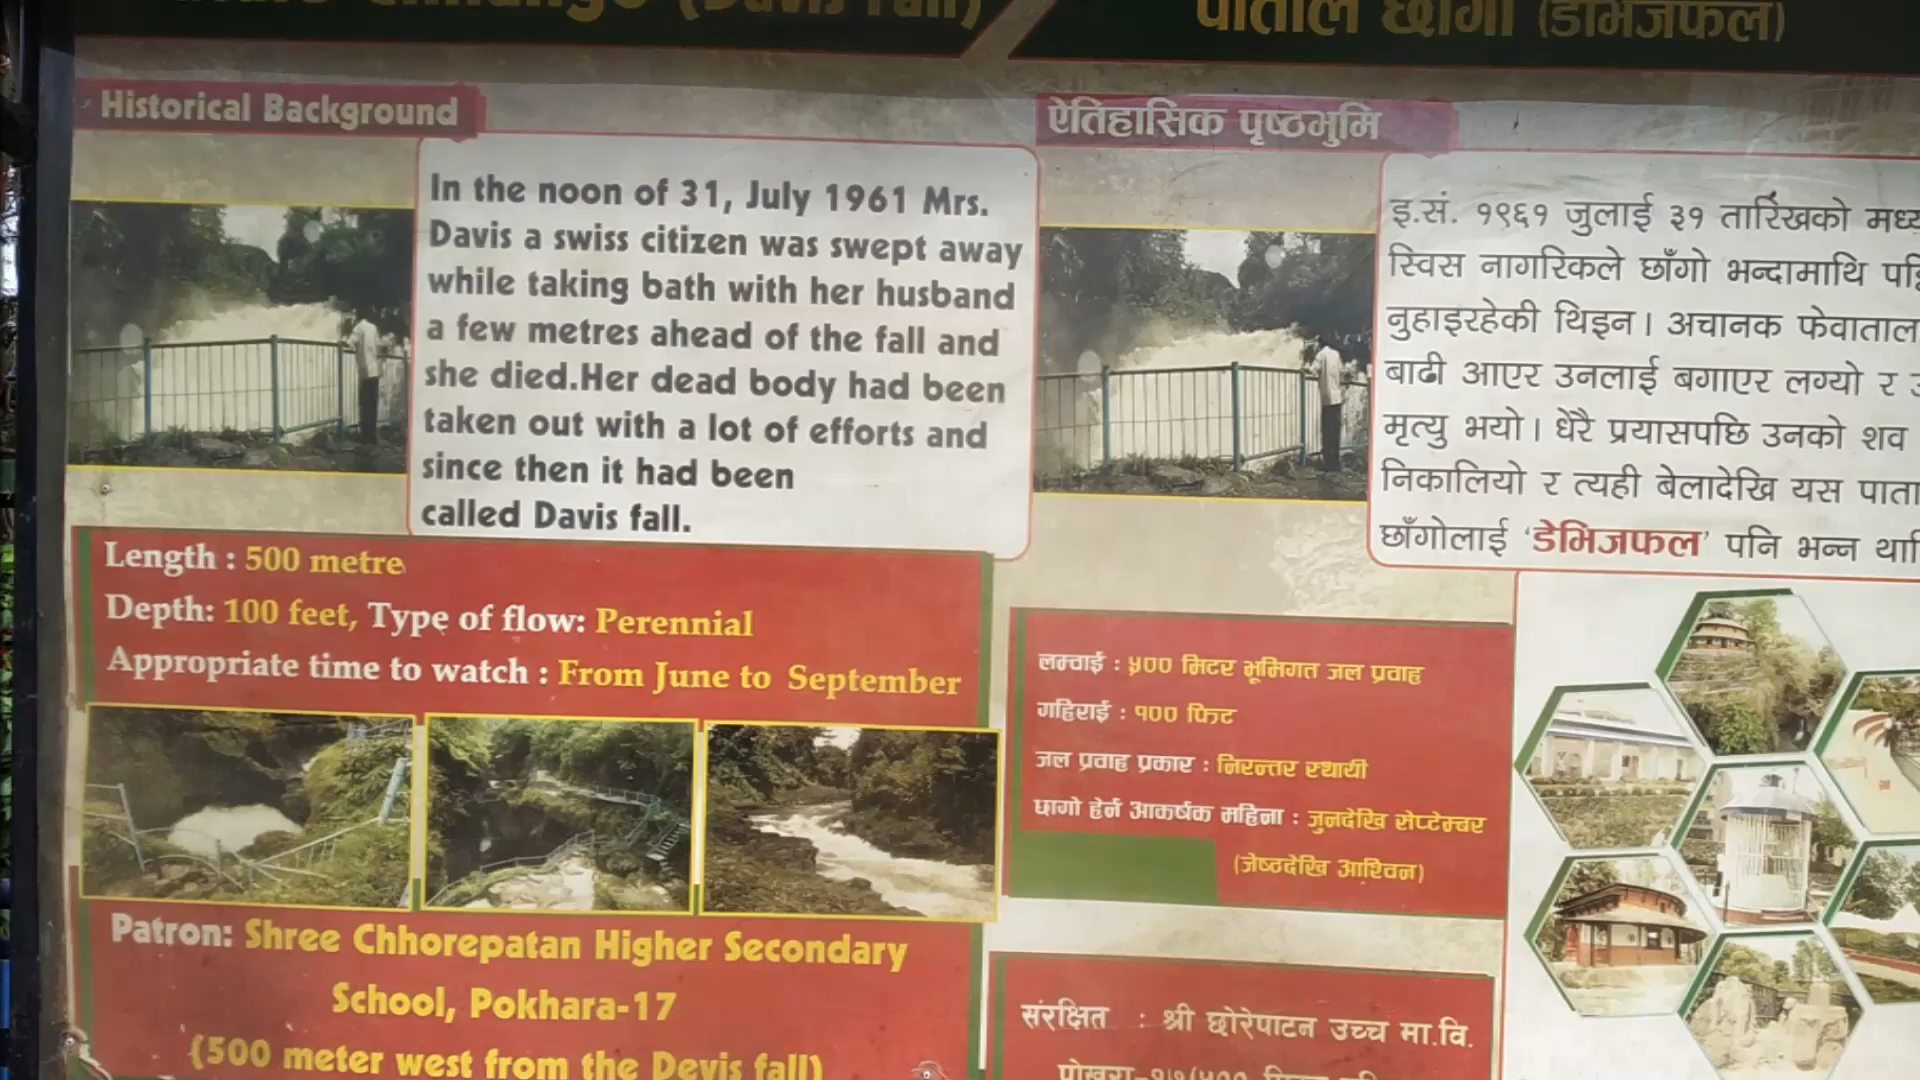 (Davis Fall)
पाताल छाँगो (डेभिजफल)
Historical Background
In the noon of 31, July 1961 Mrs.
Davis a swiss citizen was swept away
while taking bath with her husband
a few metres ahead of the fall and
she died.Her dead body had been
taken out with a lot of efforts and
since then it had been
called Davis fall.
Length : 500 metre
Depth: 100 feet, Type of flow: Perennial
Appropriate time to watch : From June to September
Patron: Shree Chhorepatan Higher Secondary
School, Pokhara-17
(500 meter west from the Devis fall)
ऐतिहासिक पृष्ठभुमि
इ.सं. १९६१ जुलाई ३१ तारिखको
स्विस नागरिकले छाँगो भन्दामाथि
नुहाइरहेकी थिइन । अचानक फेवाताल
बाढी आएर उनलाई बगाएर लग्यो र
मृत्यु भयो । धेरै प्रयासपछि उनको शव
निकालियो र त्यही बेलादेखि यस
छाँगोलाई 'डेभिजफल' पनि भन्न
लम्वाई : ५०० मिटर भूमिगत जल प्रवाह
गहिराई : १०० फिट
जल प्रवाह प्रकार : निरन्तर स्थायी
छागो हेर्न आकर्षक महिना : जुनदेखि सेप्टेम्बर
(जेष्ठदेखि आश्विन)
संरक्षित : श्री छोरेपाटन उच्च मा.वि.